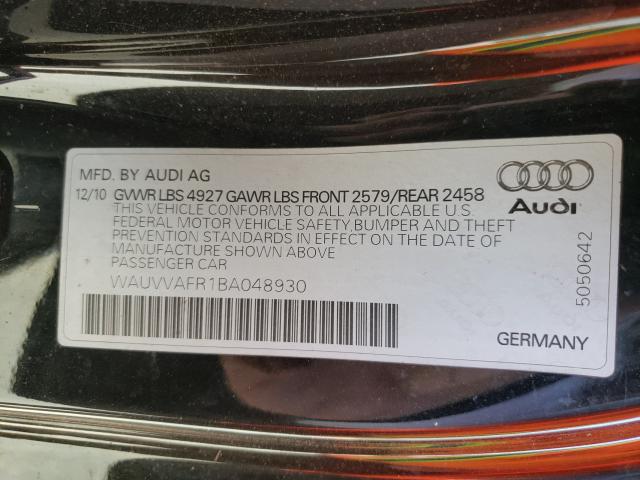 MFD. BY AUDI AG
12/10 GVWR LBS 4927 GAWR LBS FRONT 2579/REAR 2458
THIS VEHICLE CONFORMS TO ALL APPLICABLE U.S.
FEDERAL MOTOR VEHICLE SAFETY,BUMPER AND THEFT
PREVENTION STANDARDS IN EFFECT ON THE DATE OF
MANUFACTURE SHOWN ABOVE
PASSENGER CAR
WAUVVAFR1BA048930
Audi
5050642
GERMANY